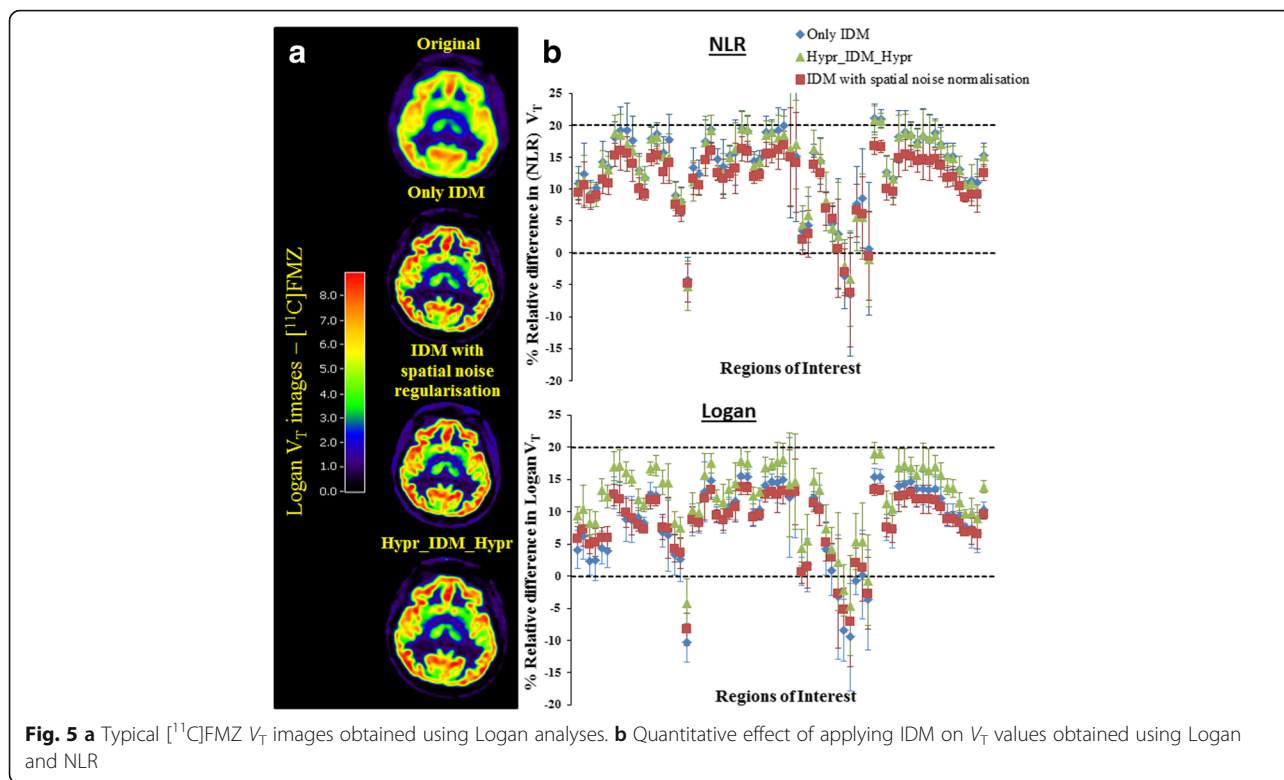 a
Original
Only IDM
IDM with
spatial noise
regularisation
Hypr_IDM_Hypr
Logan VT images – [¹¹C]FMZ
8.0
7.0
6.0
5.0
4.0
3.0
2.0
1.0
0.0
b
NLR
Only IDM
Hypr_IDM_Hypr
IDM with spatial noise normalisation
% Relative difference in (NLR) VT
25
20
15
10
5
0
-5
-10
-15
-20
Regions of Interest
Logan
% Relative difference in Logan VT
25
20
15
10
5
0
-5
-10
-15
-20
Regions of Interest
Fig. 5 a Typical [¹¹C]FMZ VT images obtained using Logan analyses. b Quantitative effect of applying IDM on VT values obtained using Logan
and NLR